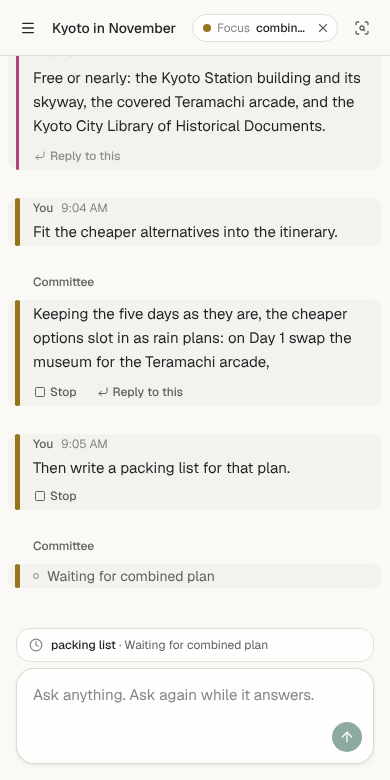 Kyoto in November
Focus combin...
Free or nearly: the Kyoto Station building and its
skyway, the covered Teramachi arcade, and the
Kyoto City Library of Historical Documents.
Reply to this
You 9:04 AM
Fit the cheaper alternatives into the itinerary.
Committee
Keeping the five days as they are, the cheaper
options slot in as rain plans: on Day 1 swap the
museum for the Teramachi arcade,
Stop Reply to this
You 9:05 AM
Then write a packing list for that plan.
Stop
Committee
Waiting for combined plan
packing list · Waiting for combined plan
Ask anything. Ask again while it answers.